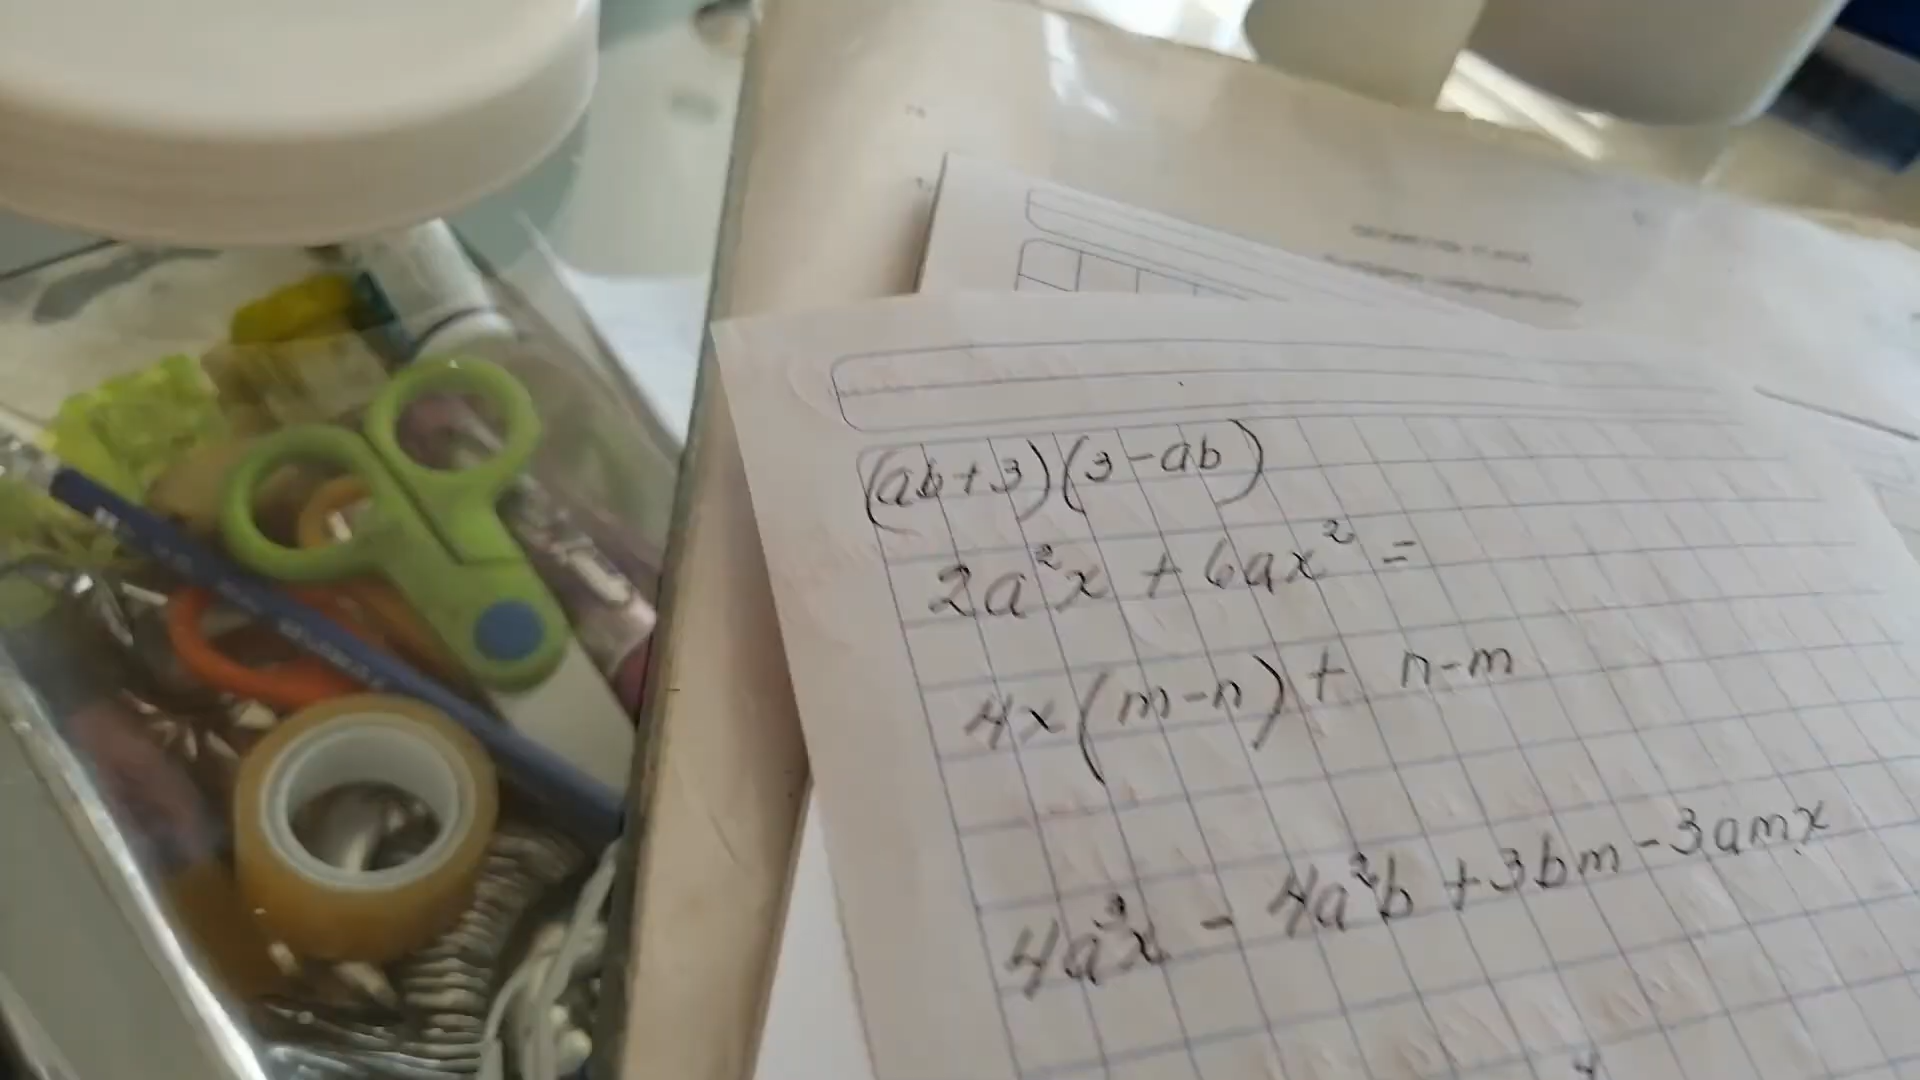 (ab+3)(3-ab)
2a²x + 6ax² =
4x(m-n) + n-m
4a³x - 4a²b + 3bm - 3amx